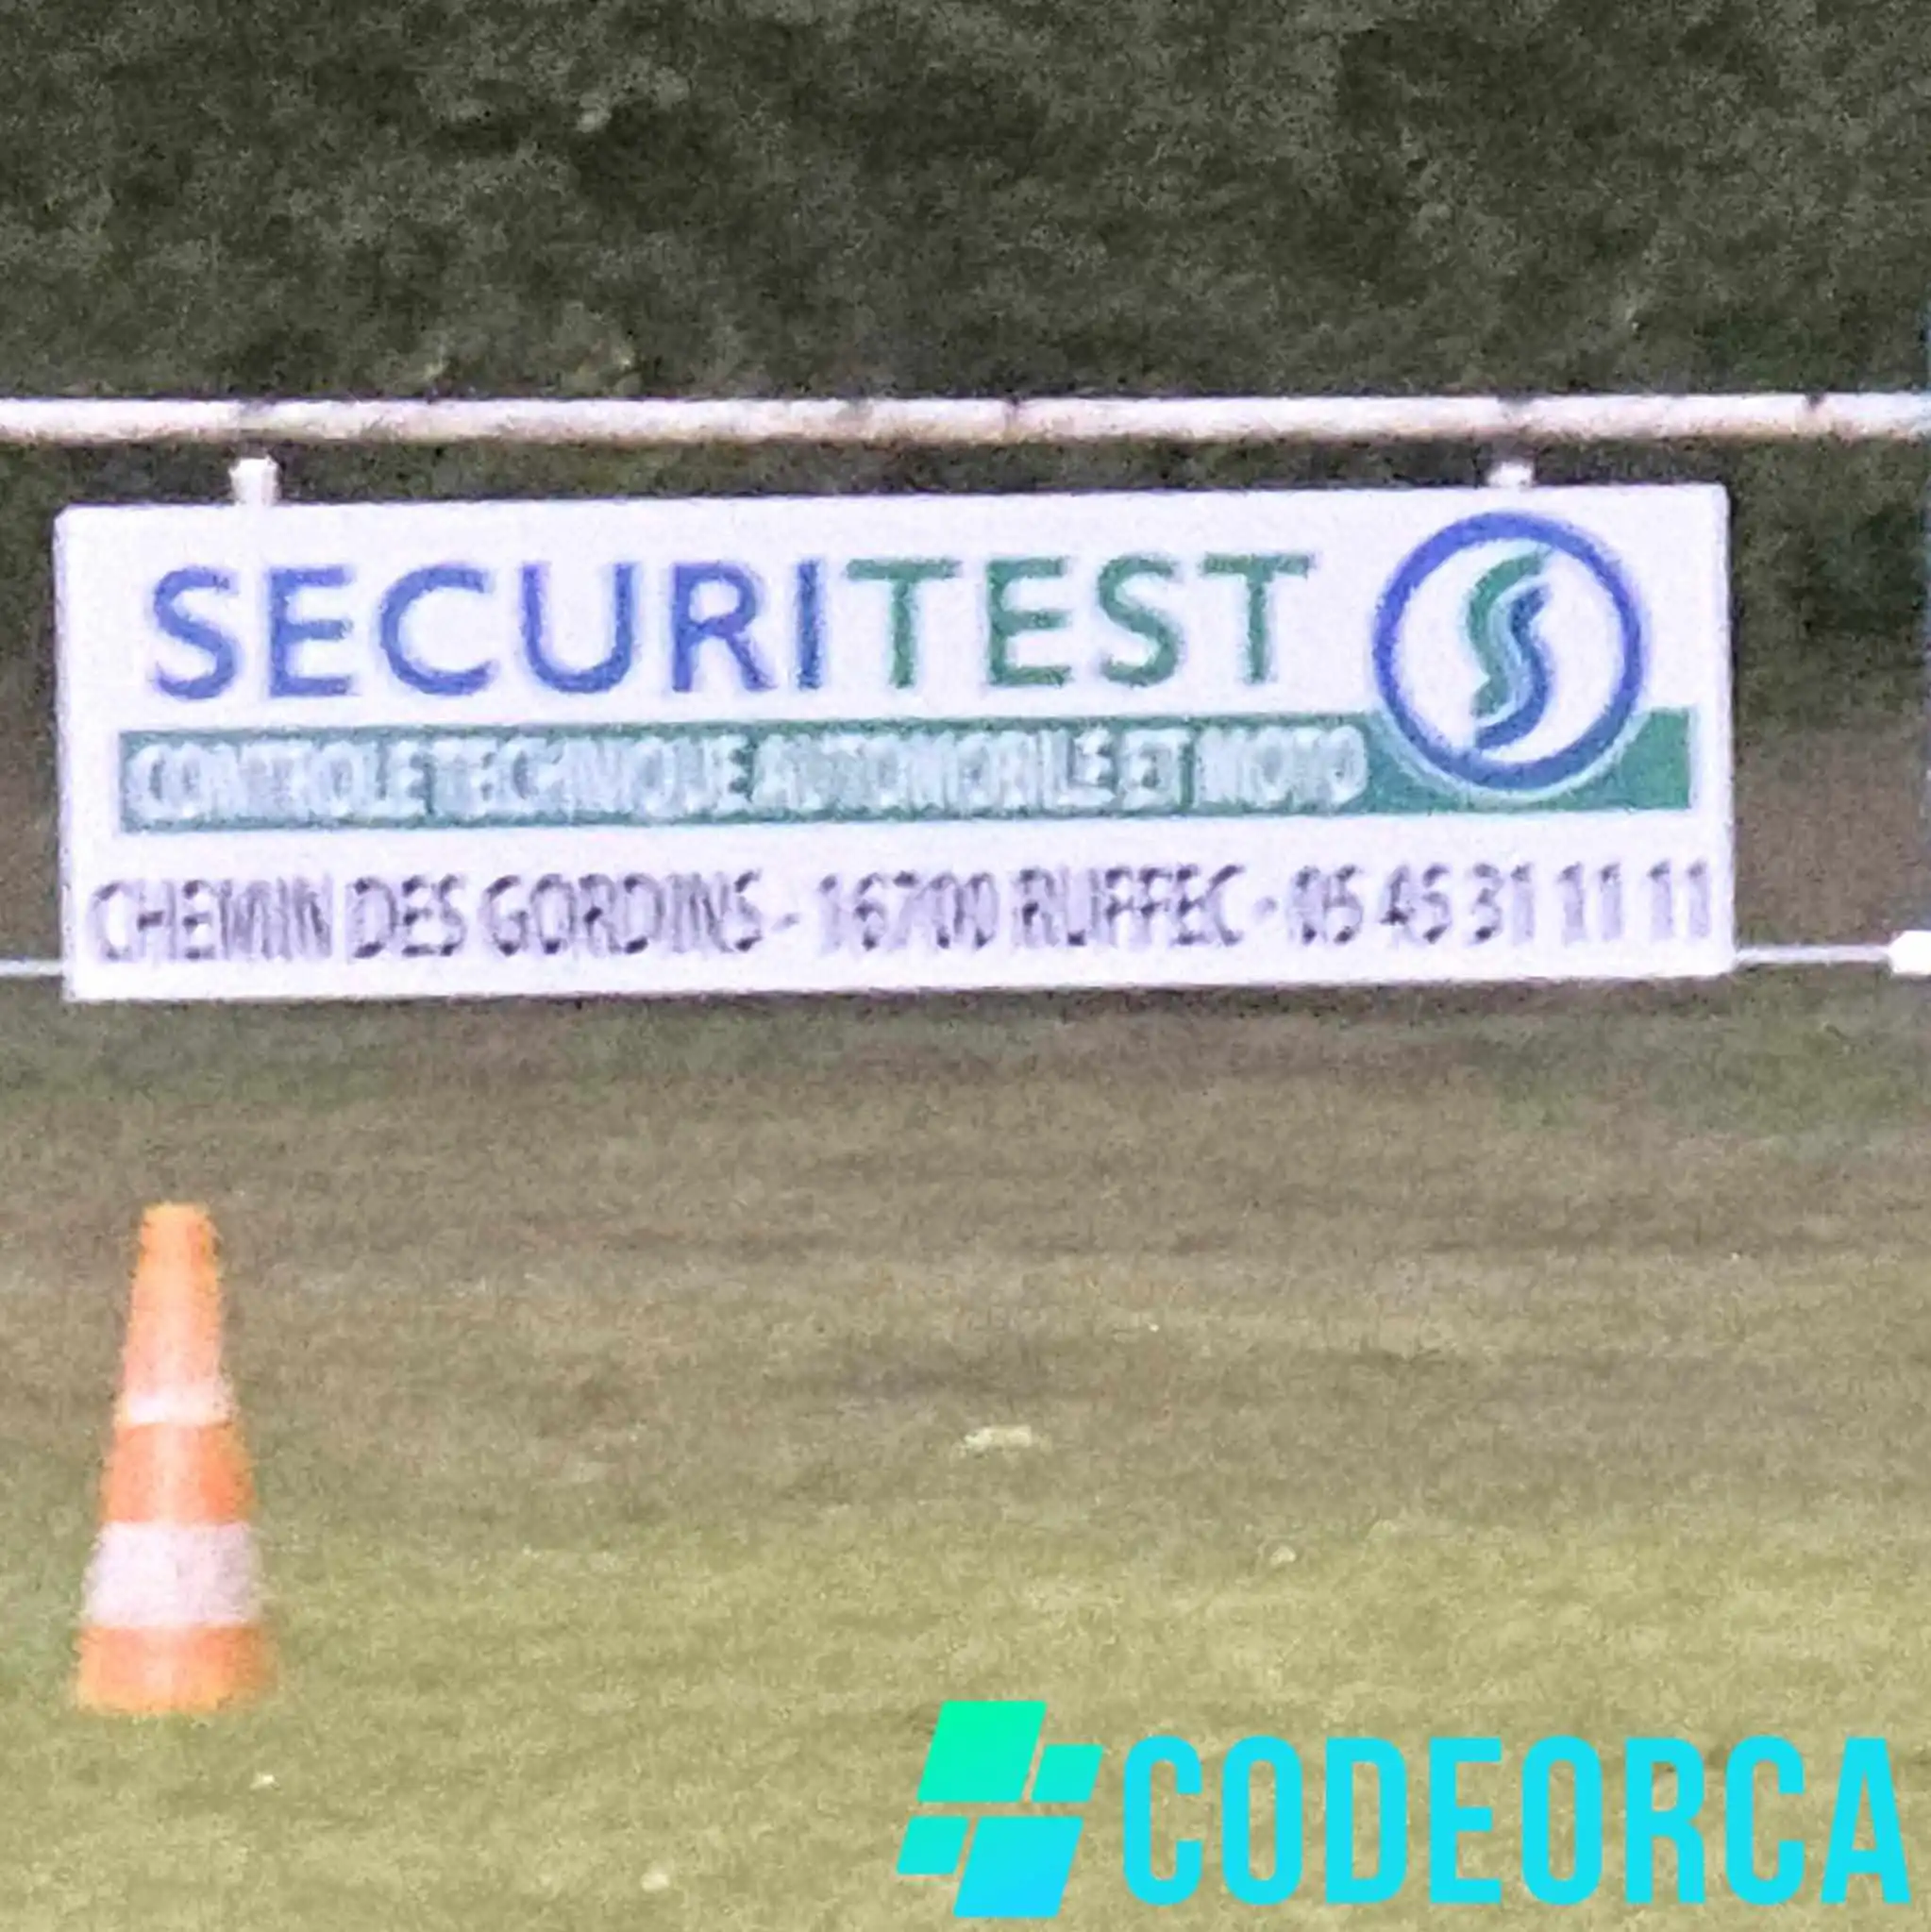 SECURITEST
CONTROLE TECHNIQUE AUTOMOBILE ET MOTO
CHEMIN DES GORDINS - 16700 RUFFEC - 05 45 31 11 11
CODEORCA